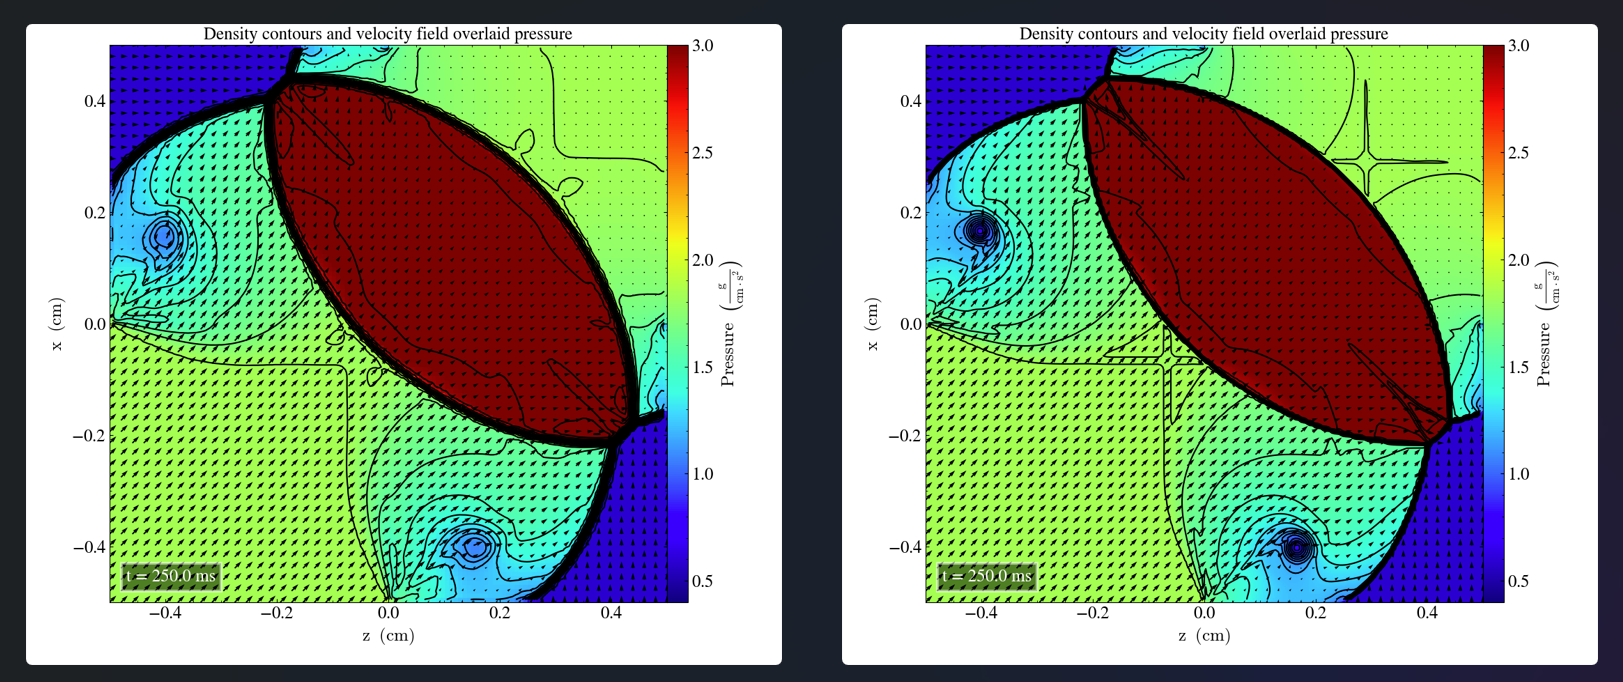 Density contours and velocity field overlaid pressure
3.0
2.5
2.0
1.5
1.0
0.5
Pressure (g/cm · s²)
0.4
0.2
0.0
−0.2
−0.4
x (cm)
t = 250.0 ms
−0.4 −0.2 0.0 0.2 0.4
z (cm)
Density contours and velocity field overlaid pressure
3.0
2.5
2.0
1.5
1.0
0.5
Pressure (g/cm · s²)
0.4
0.2
0.0
−0.2
−0.4
x (cm)
t = 250.0 ms
−0.4 −0.2 0.0 0.2 0.4
z (cm)